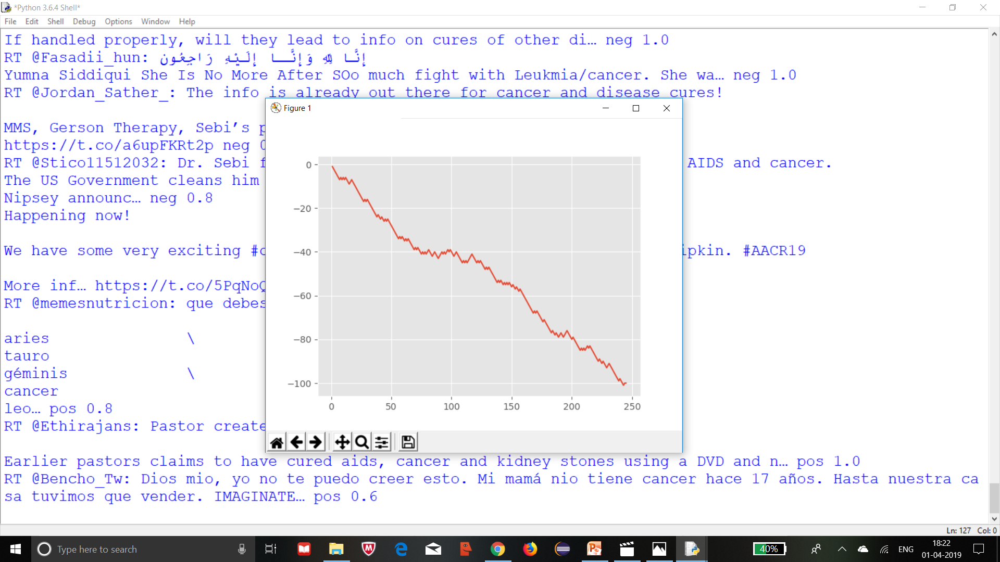 *Python 3.6.4 Shell*
File Edit Shell Debug Options Window Help
If handled properly, will they lead to info on cures of other di… neg 1.0
RT @Fasadii_hun: إِنَّا لِلّهِ وَإِنَّـــا إِلَيْهِ رَاجِعُون
Yumna Siddiqui She Is No More After SOo much fight with Leukmia/cancer. She wa… neg 1.0
RT @Jordan_Sather_: The info is already out there for cancer and disease cures!
MMS, Gerson Therapy, Sebi’s
https://t.co/a6upFKRt2p neg
RT @Stico11512032: Dr. Sebi AIDS and cancer.
The US Government cleans him
Nipsey announc… neg 0.8
Happening now!
We have some very exciting ipkin. #AACR19
More inf… https://t.co/5PqNoQ
RT @memesnutricion: que debes
aries \
tauro
géminis \
cancer
leo… pos 0.8
RT @Ethirajans: Pastor create
Earlier pastors claims to have cured aids, cancer and kidney stones using a DVD and n… pos 1.0
RT @Bencho_Tw: Dios mio, yo no te puedo creer esto. Mi mamá nio tiene cancer hace 17 años. Hasta nuestra ca
sa tuvimos que vender. IMAGINATE… pos 0.6
Figure 1
0
−20
−40
−60
−80
−100
0 50 100 150 200 250
Ln: 127 Col: 0
Type here to search
40%
ENG
18:22
01-04-2019